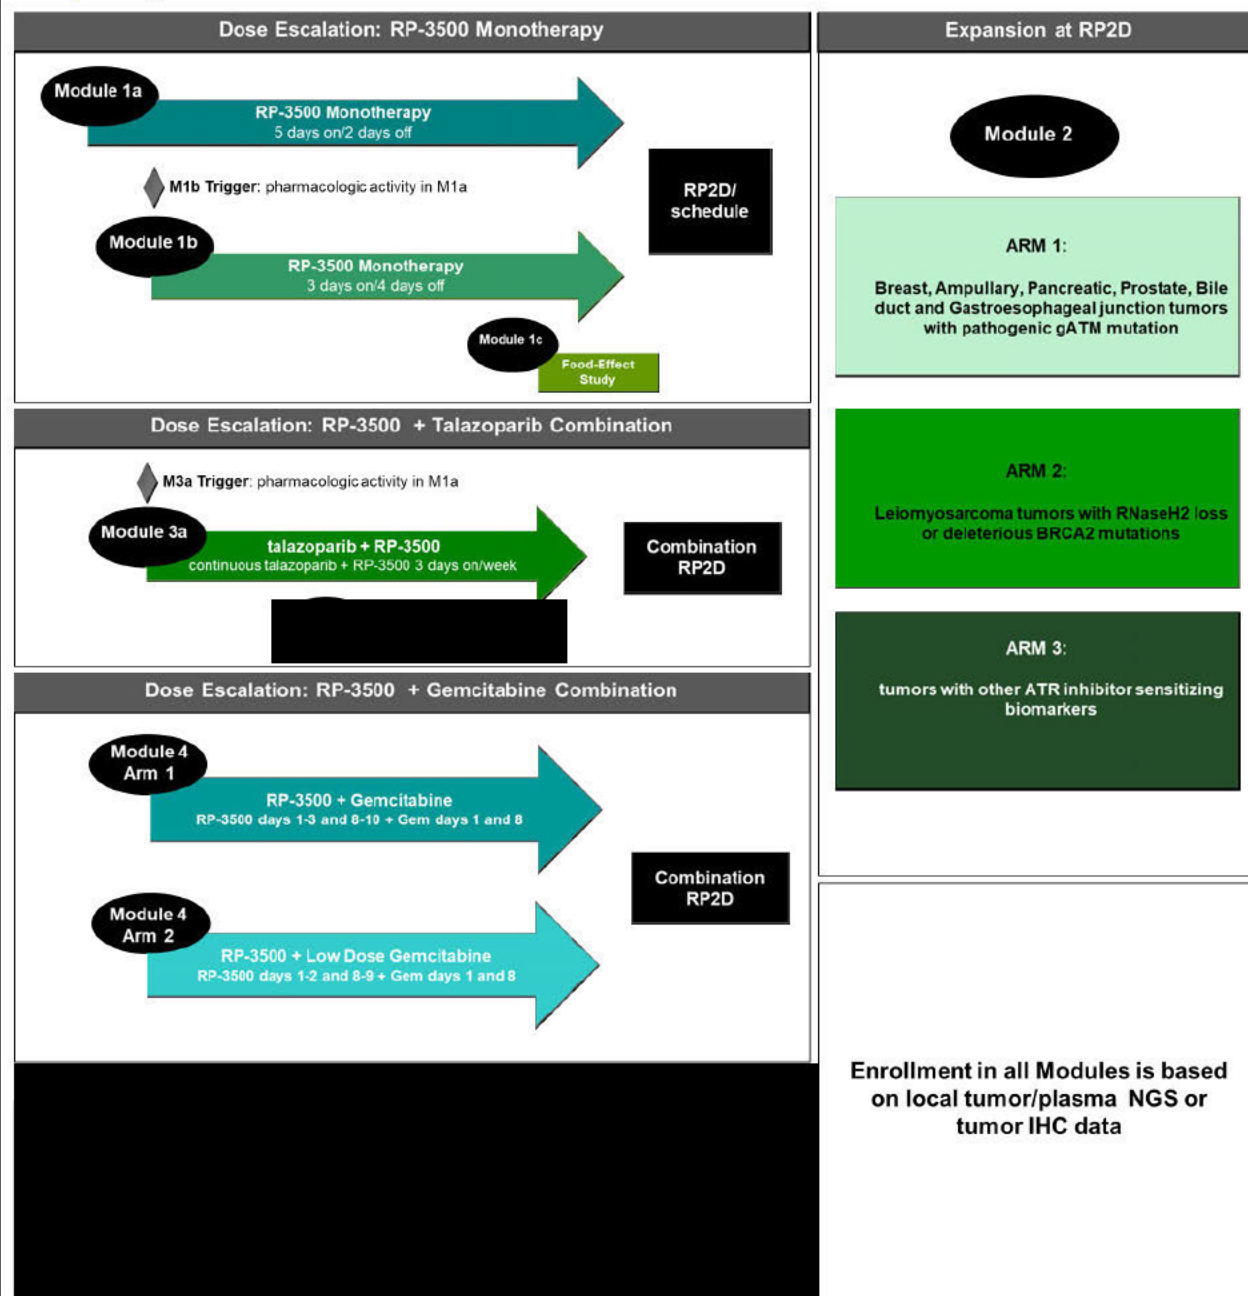 Dose Escalation: RP-3500 Monotherapy
Module 1a
RP-3500 Monotherapy
5 days on/2 days off
M1b Trigger: pharmacologic activity in M1a
RP2D/
schedule
Module 1b
RP-3500 Monotherapy
3 days on/4 days off
Module 1c
Food-Effect
Study
Dose Escalation: RP-3500 + Talazoparib Combination
M3a Trigger: pharmacologic activity in M1a
Module 3a
talazoparib + RP-3500
continuous talazoparib + RP-3500 3 days on/week
Combination
RP2D
Dose Escalation: RP-3500 + Gemcitabine Combination
Module 4
Arm 1
RP-3500 + Gemcitabine
RP-3500 days 1-3 and 8-10 + Gem days 1 and 8
Combination
RP2D
Module 4
Arm 2
RP-3500 + Low Dose Gemcitabine
RP-3500 days 1-2 and 8-9 + Gem days 1 and 8
Expansion at RP2D
Module 2
ARM 1:
Breast, Ampullary, Pancreatic, Prostate, Bile
duct and Gastroesophageal junction tumors
with pathogenic gATM mutation
ARM 2:
Leiomyosarcoma tumors with RNaseH2 loss
or deleterious BRCA2 mutations
ARM 3:
tumors with other ATR inhibitor sensitizing
biomarkers
Enrollment in all Modules is based
on local tumor/plasma NGS or
tumor IHC data